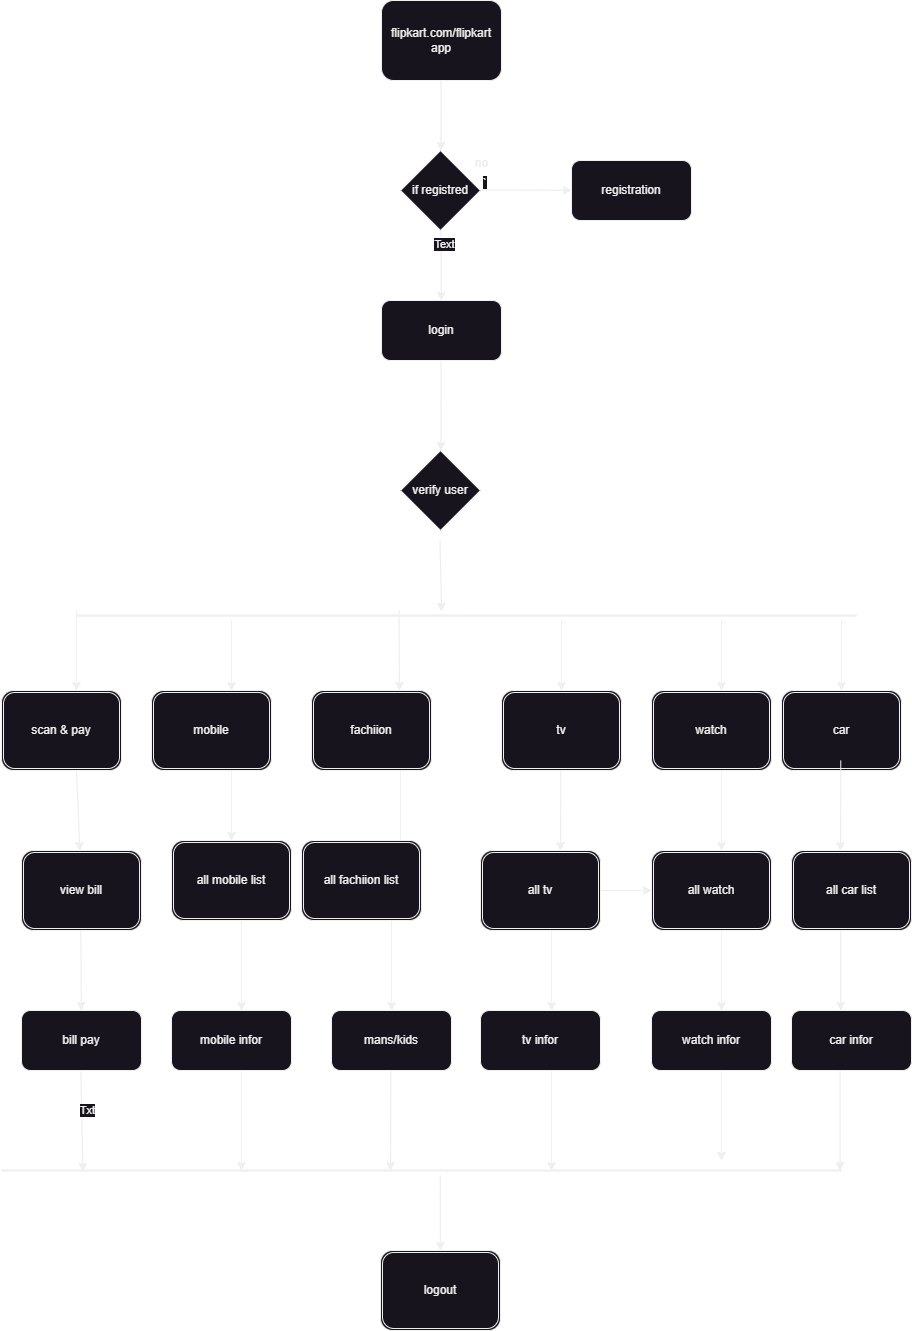 flipkart.com/flipkart
app
no
if registred
registration
Text
login
verify user
scan & pay
mobile
fachiion
tv
watch
car
all mobile list
all fachiion list
view bill
all tv
all watch
all car list
bill pay
mobile infor
mans/kids
tv infor
watch infor
car infor
Txt
logout